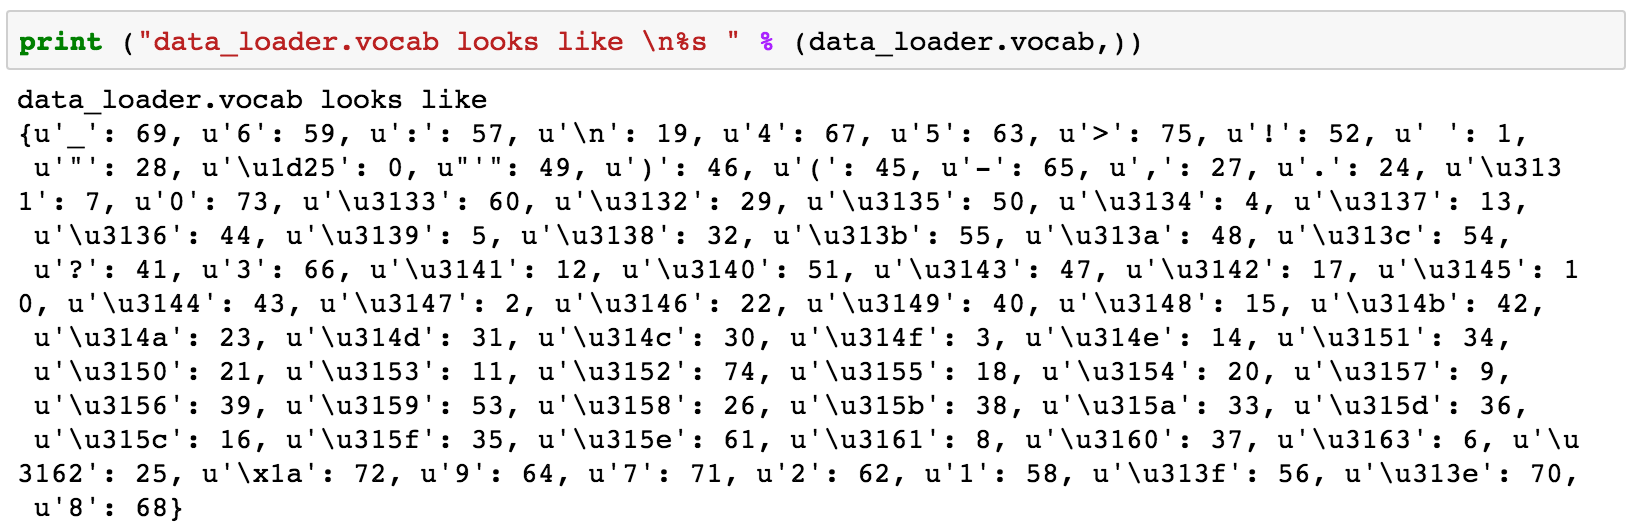 print ("data_loader.vocab looks like \n%s " % (data_loader.vocab,))
data_loader.vocab looks like
{u'_': 69, u'6': 59, u':': 57, u'\n': 19, u'4': 67, u'5': 63, u'>': 75, u'!': 52, u' ': 1,
u'"': 28, u'\u1d25': 0, u"'": 49, u')': 46, u'(': 45, u'-': 65, u',': 27, u'.': 24, u'\u313
1': 7, u'0': 73, u'\u3133': 60, u'\u3132': 29, u'\u3135': 50, u'\u3134': 4, u'\u3137': 13,
u'\u3136': 44, u'\u3139': 5, u'\u3138': 32, u'\u313b': 55, u'\u313a': 48, u'\u313c': 54,
u'?': 41, u'3': 66, u'\u3141': 12, u'\u3140': 51, u'\u3143': 47, u'\u3142': 17, u'\u3145': 1
0, u'\u3144': 43, u'\u3147': 2, u'\u3146': 22, u'\u3149': 40, u'\u3148': 15, u'\u314b': 42,
u'\u314a': 23, u'\u314d': 31, u'\u314c': 30, u'\u314f': 3, u'\u314e': 14, u'\u3151': 34,
u'\u3150': 21, u'\u3153': 11, u'\u3152': 74, u'\u3155': 18, u'\u3154': 20, u'\u3157': 9,
u'\u3156': 39, u'\u3159': 53, u'\u3158': 26, u'\u315b': 38, u'\u315a': 33, u'\u315d': 36,
u'\u315c': 16, u'\u315f': 35, u'\u315e': 61, u'\u3161': 8, u'\u3160': 37, u'\u3163': 6, u'\u
3162': 25, u'\x1a': 72, u'9': 64, u'7': 71, u'2': 62, u'1': 58, u'\u313f': 56, u'\u313e': 70,
u'8': 68}